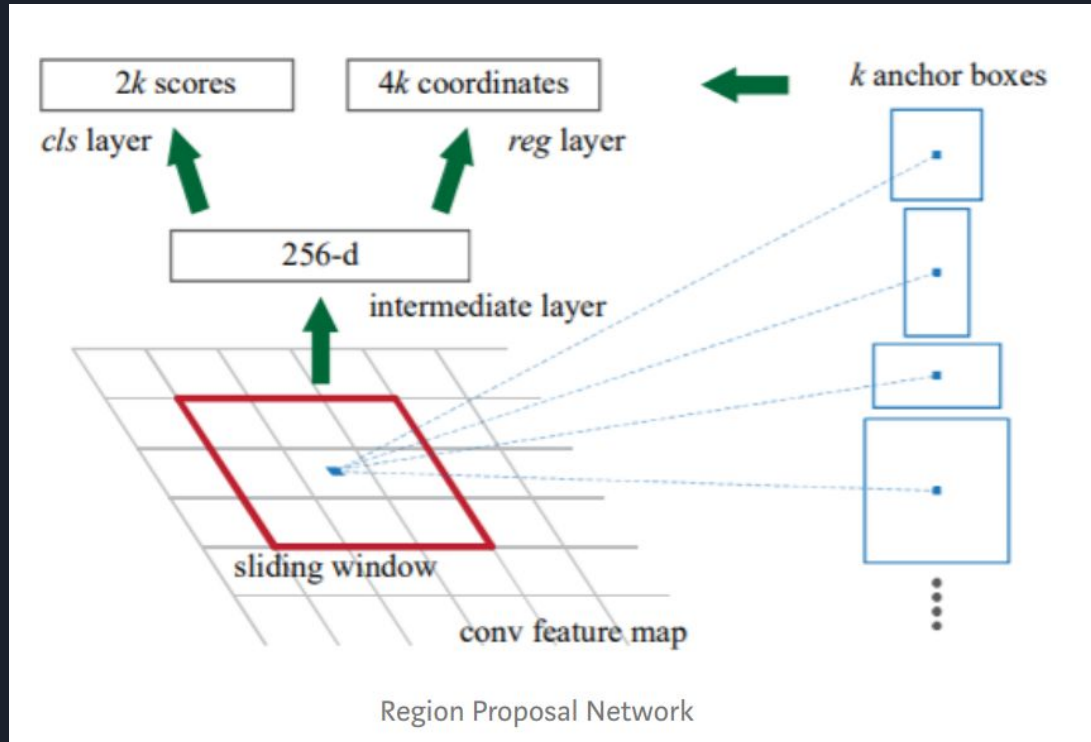 2k scores
4k coordinates
k anchor boxes
cls layer
reg layer
256-d
intermediate layer
sliding window
conv feature map
Region Proposal Network